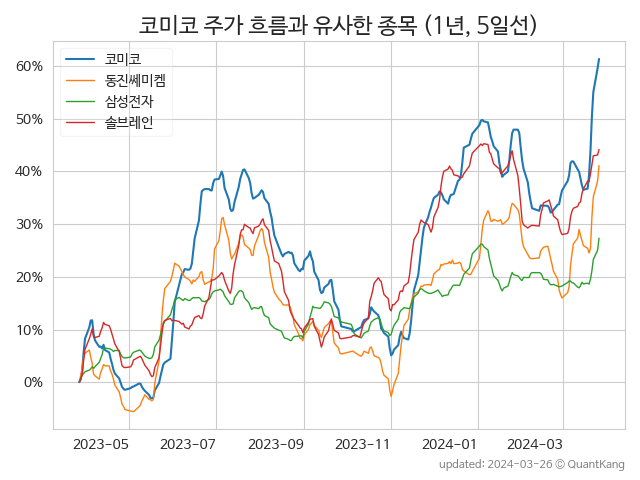 코미코 주가 흐름과 유사한 종목 (1년, 5일선)
코미코
동진쎄미켐
삼성전자
솔브레인
60%
50%
40%
30%
20%
10%
0%
2023-05
2023-07
2023-09
2023-11
2024-01
2024-03
updated: 2024-03-26 © QuantKang